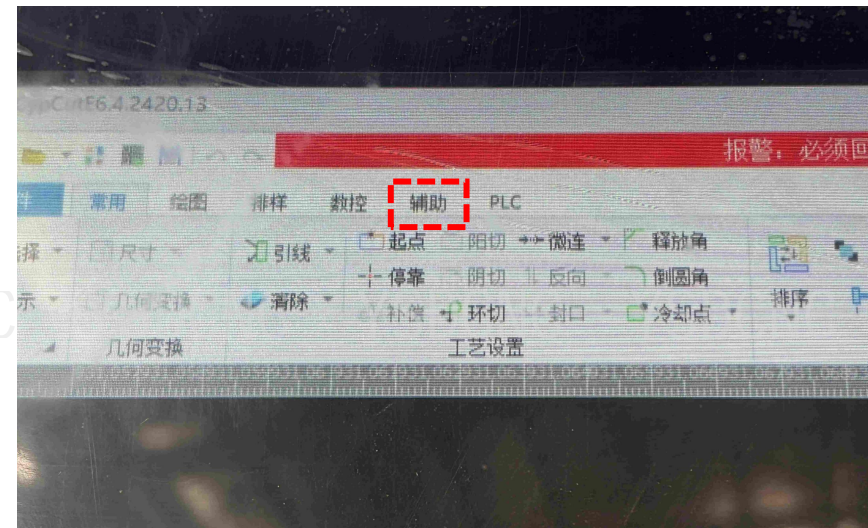 CypCutE6.4.2420.13
报警：必须回
件 常用 绘图 排样 数控 辅助 PLC
择 尺寸 引线 起点 阳切 微连 释放角
停靠 阴切 反向 倒圆角
示 几何变换 清除 补偿 环切 封口 冷却点 排序
几何变换 工艺设置